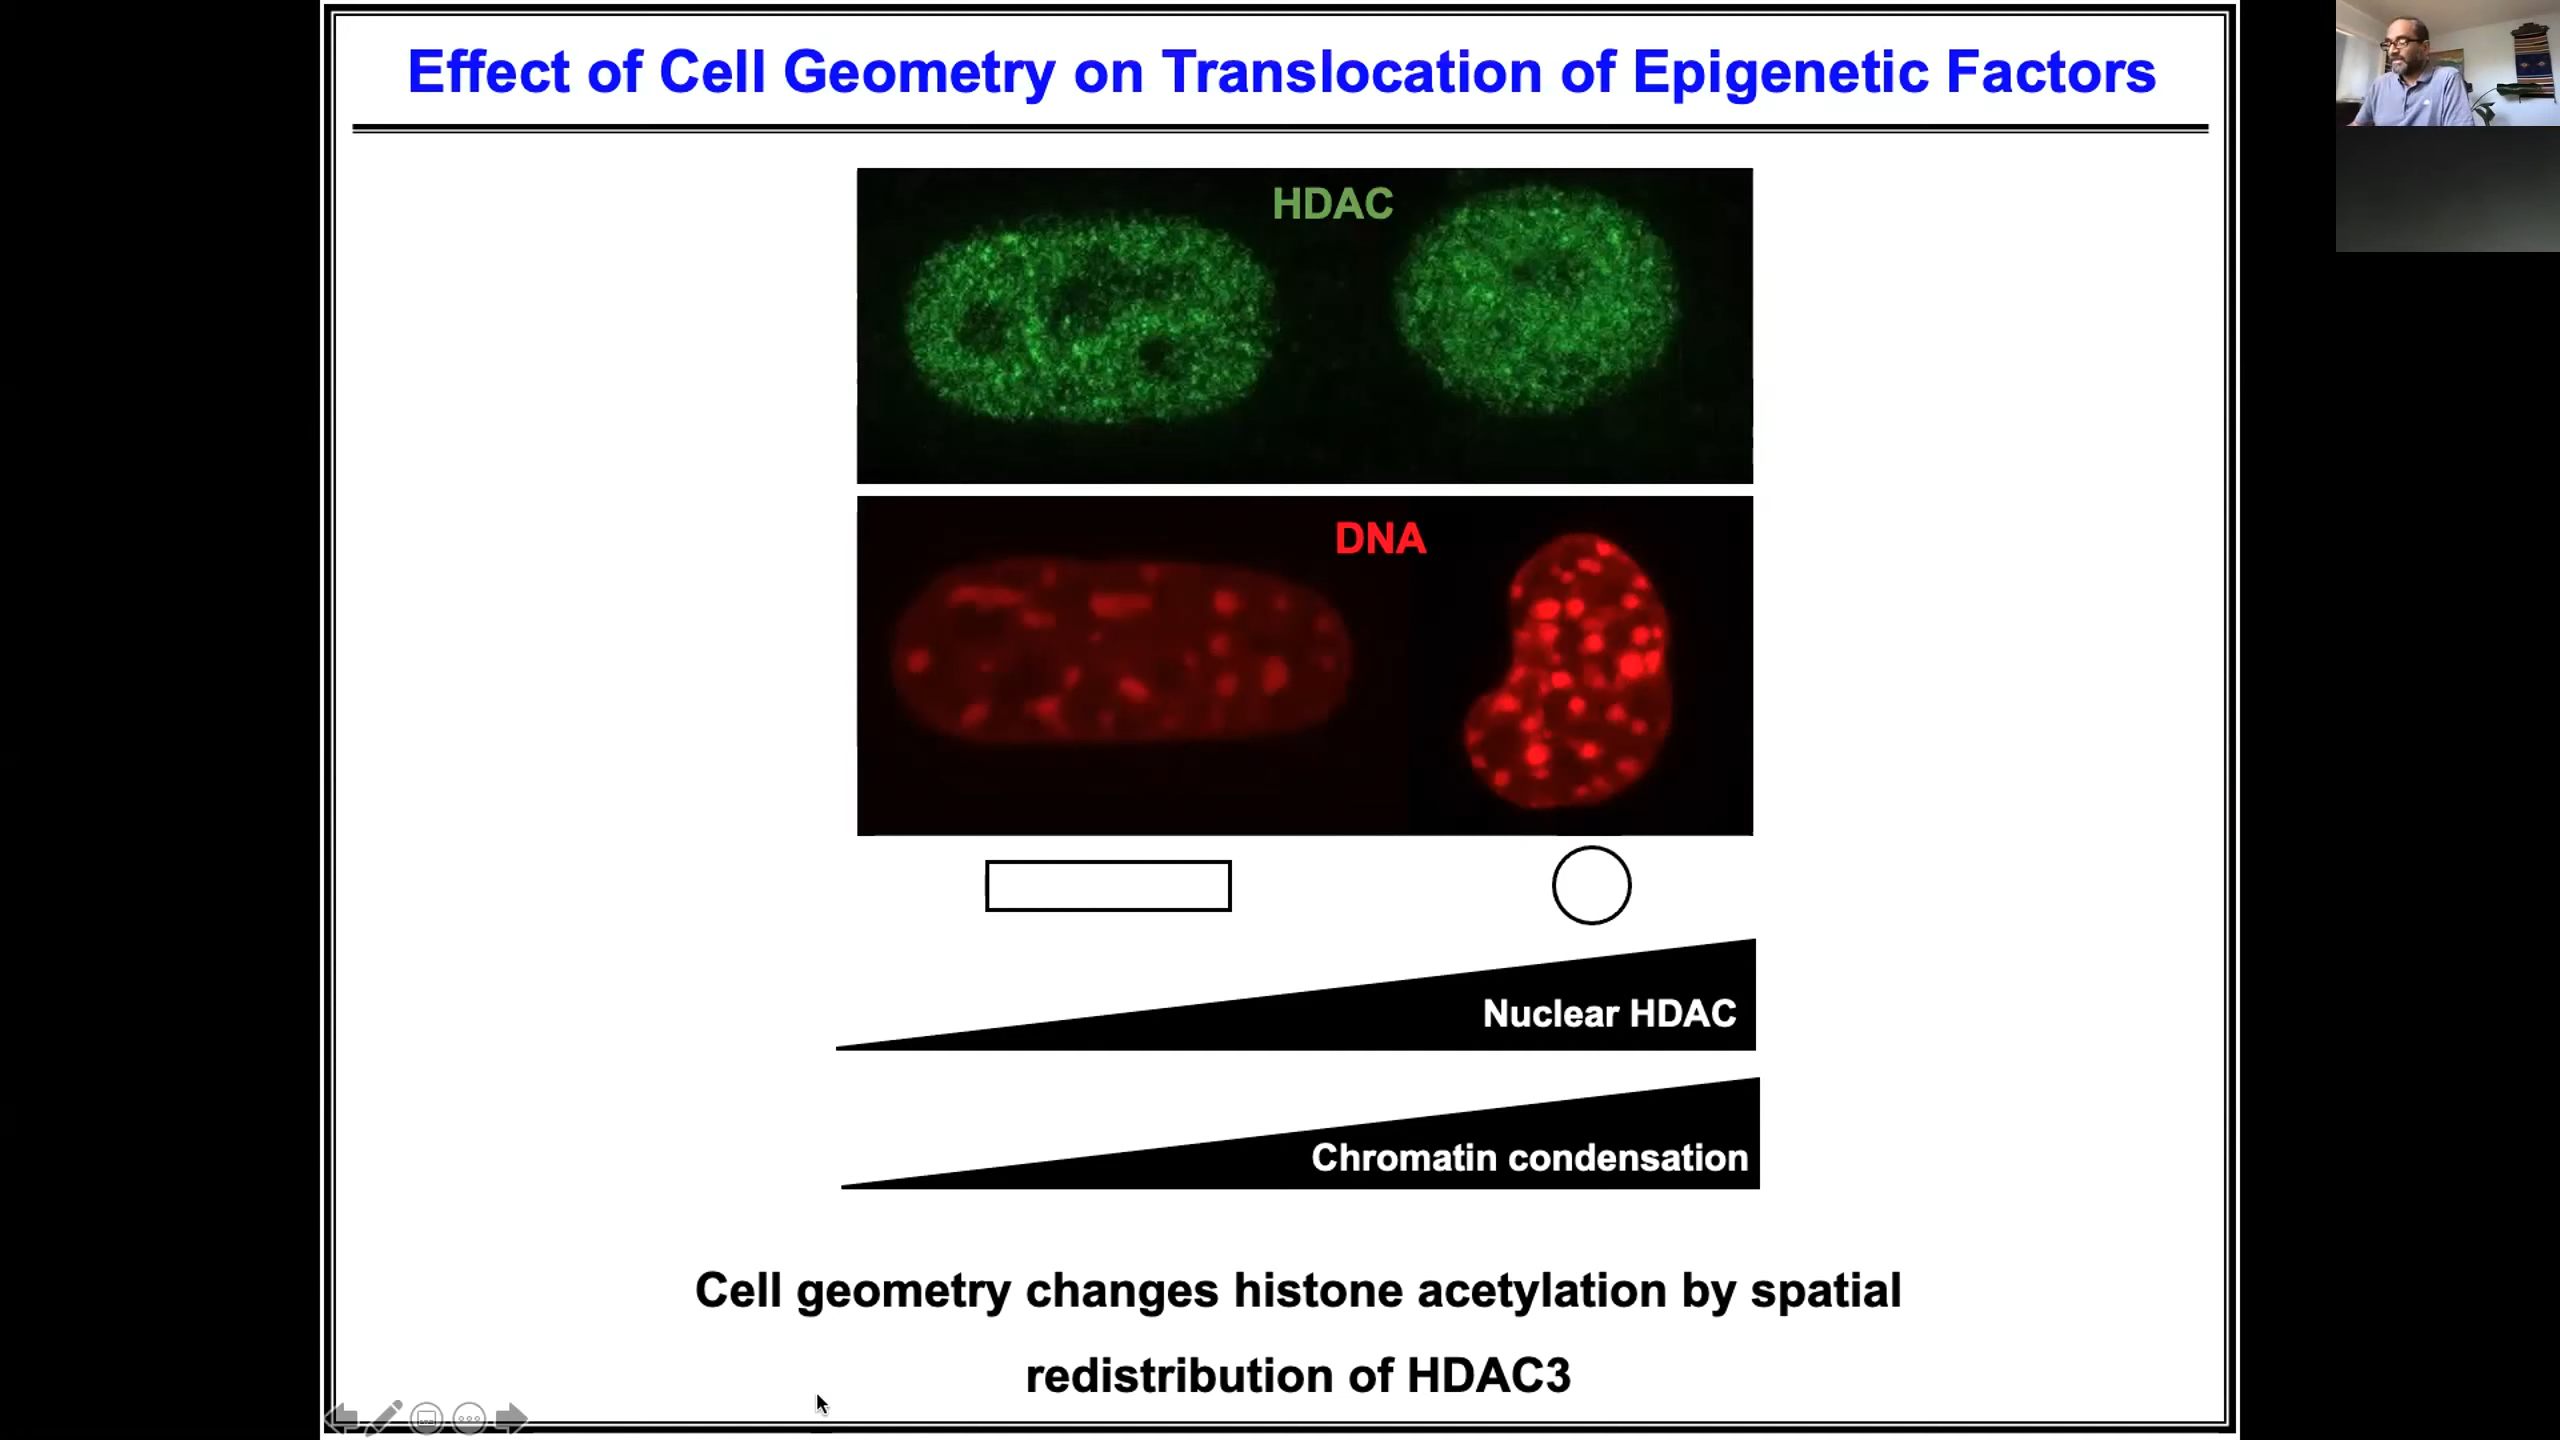 Effect of Cell Geometry on Translocation of Epigenetic Factors
HDAC
DNA
Nuclear HDAC
Chromatin condensation
Cell geometry changes histone acetylation by spatial
redistribution of HDAC3